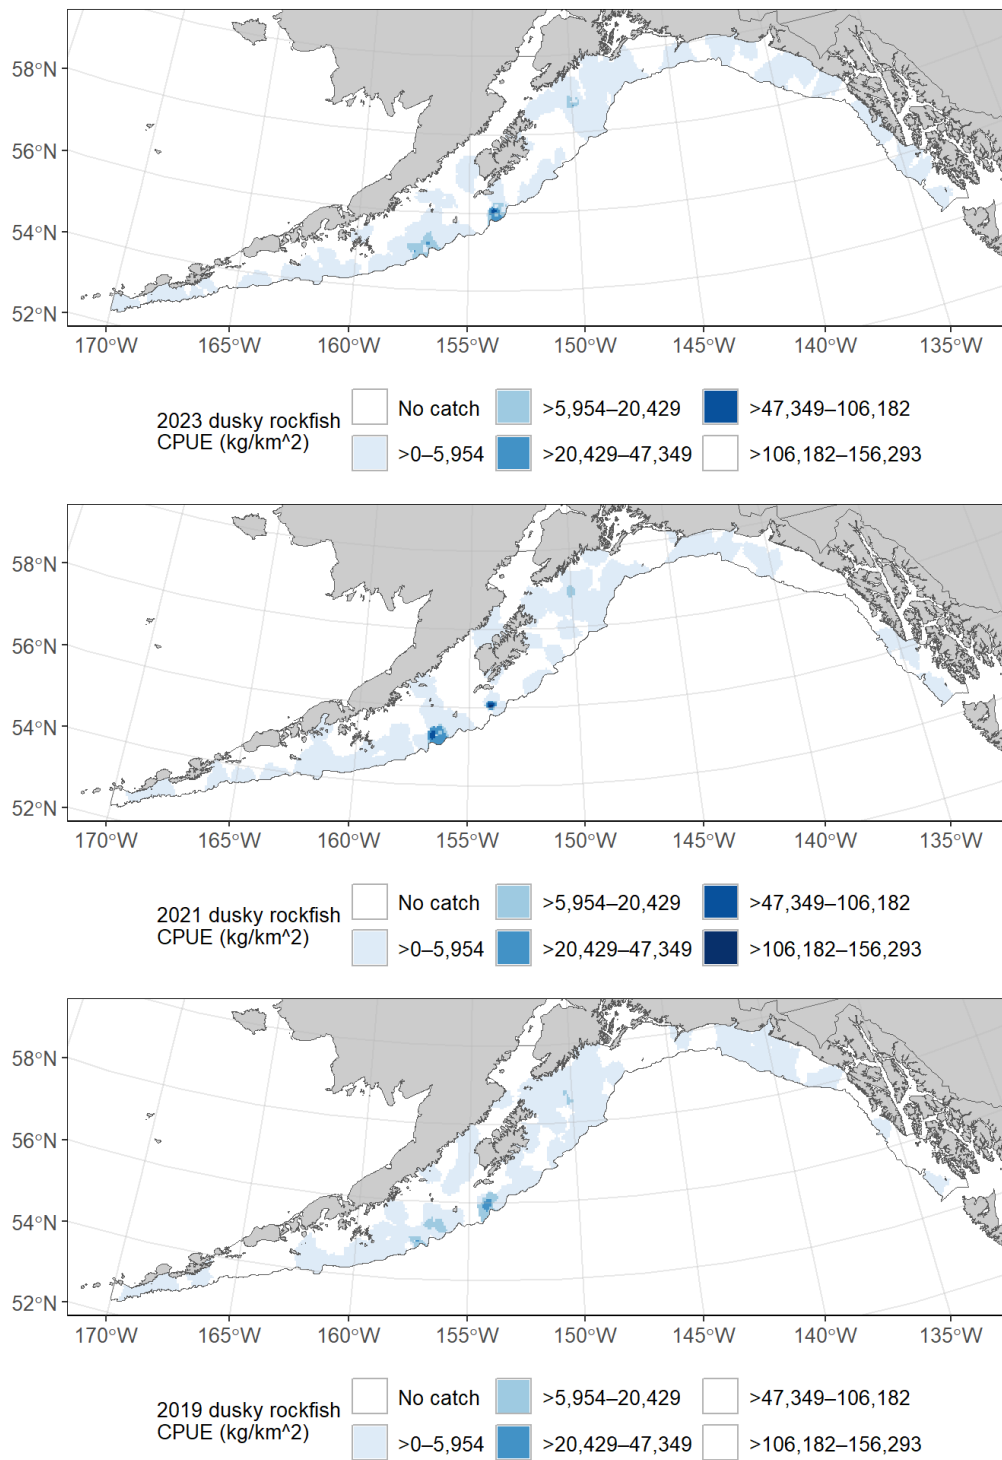 58°N
56°N
54°N
52°N
170°W 165°W 160°W 155°W 150°W 145°W 140°W 135°W
2023 dusky rockfish
CPUE (kg/km^2)
No catch >5,954–20,429 >47,349–106,182
>0–5,954 >20,429–47,349 >106,182–156,293
58°N
56°N
54°N
52°N
170°W 165°W 160°W 155°W 150°W 145°W 140°W 135°W
2021 dusky rockfish
CPUE (kg/km^2)
No catch >5,954–20,429 >47,349–106,182
>0–5,954 >20,429–47,349 >106,182–156,293
58°N
56°N
54°N
52°N
170°W 165°W 160°W 155°W 150°W 145°W 140°W 135°W
2019 dusky rockfish
CPUE (kg/km^2)
No catch >5,954–20,429 >47,349–106,182
>0–5,954 >20,429–47,349 >106,182–156,293